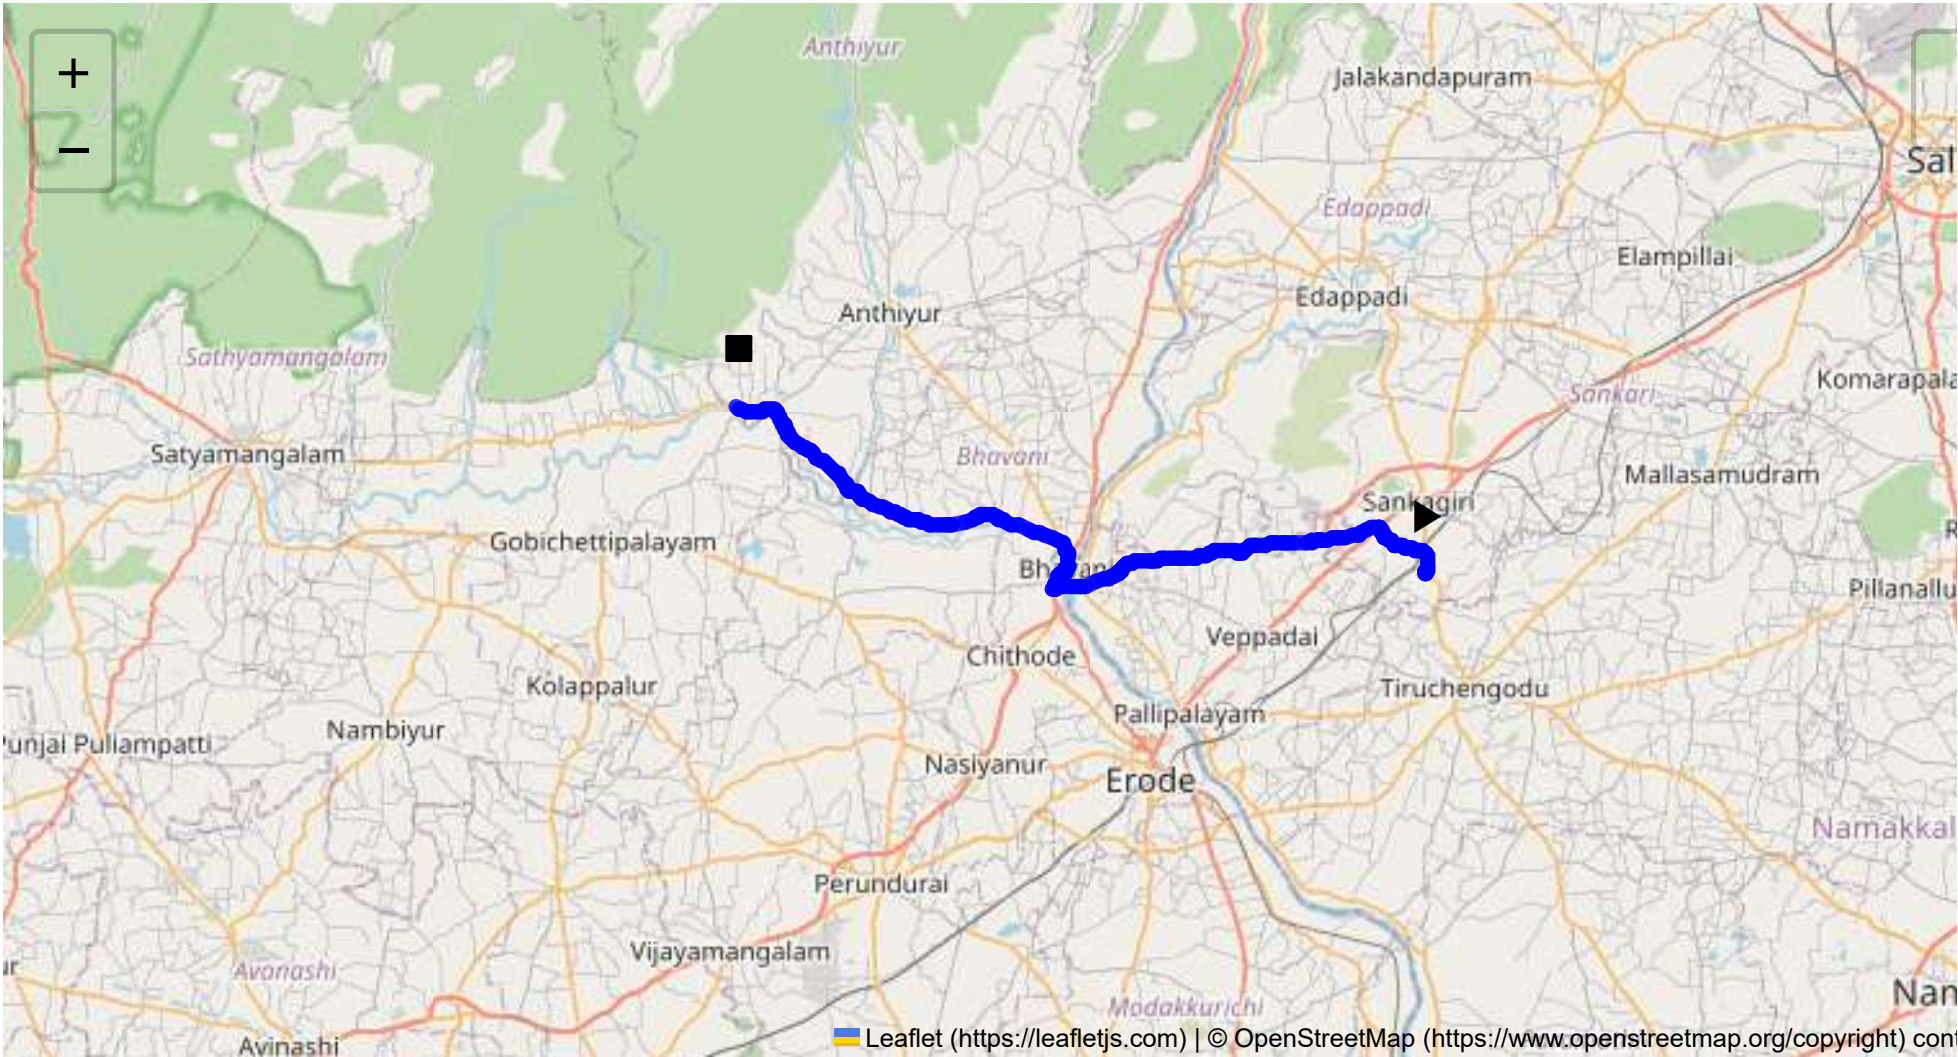 Anthiyur
+
−
Jalakandapuram
Sal
Edappadi
Elampillai
Edappadi
Anthiyur
Sathyamangalam
Komarapala
Sankari
Satyamangalam
Bhavani
Mallasamudram
Sankagiri
Gobichettipalayam
Pillanallu
Veppadai
Chithode
Kolappalur
Tiruchengodu
Pallipalayam
Nambiyur
Punjai Pullampatti
Nasiyanur
Erode
Namakkal
Perundurai
Vijayamangalam
Avanashi
ur
Nan
Modakkurichi
Avinashi
Leaflet (https://leafletjs.com) | © OpenStreetMap (https://www.openstreetmap.org/copyright) con